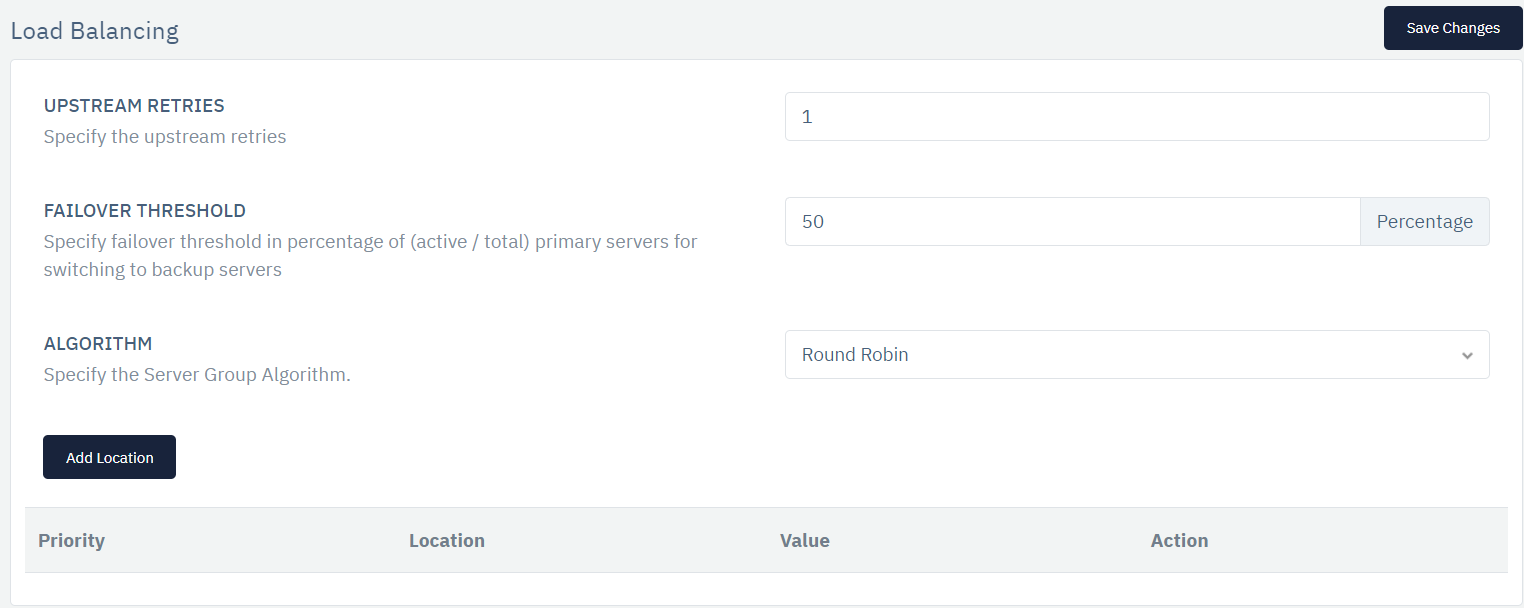 Load Balancing
Save Changes
UPSTREAM RETRIES
Specify the upstream retries
1
FAILOVER THRESHOLD
Specify failover threshold in percentage of (active / total) primary servers for
switching to backup servers
50
Percentage
ALGORITHM
Specify the Server Group Algorithm.
Round Robin
Add Location
Priority Location Value Action